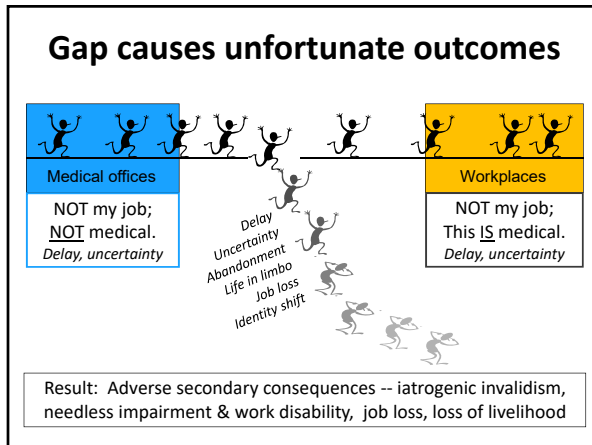 Gap causes unfortunate outcomes
Medical offices
NOT my job;
NOT medical.
Delay, uncertainty
Workplaces
NOT my job;
This IS medical.
Delay, uncertainty
Delay
Uncertainty
Abandonment
Life in limbo
Job loss
Identity shift
Result:  Adverse secondary consequences -- iatrogenic invalidism,
needless impairment & work disability,  job loss, loss of livelihood